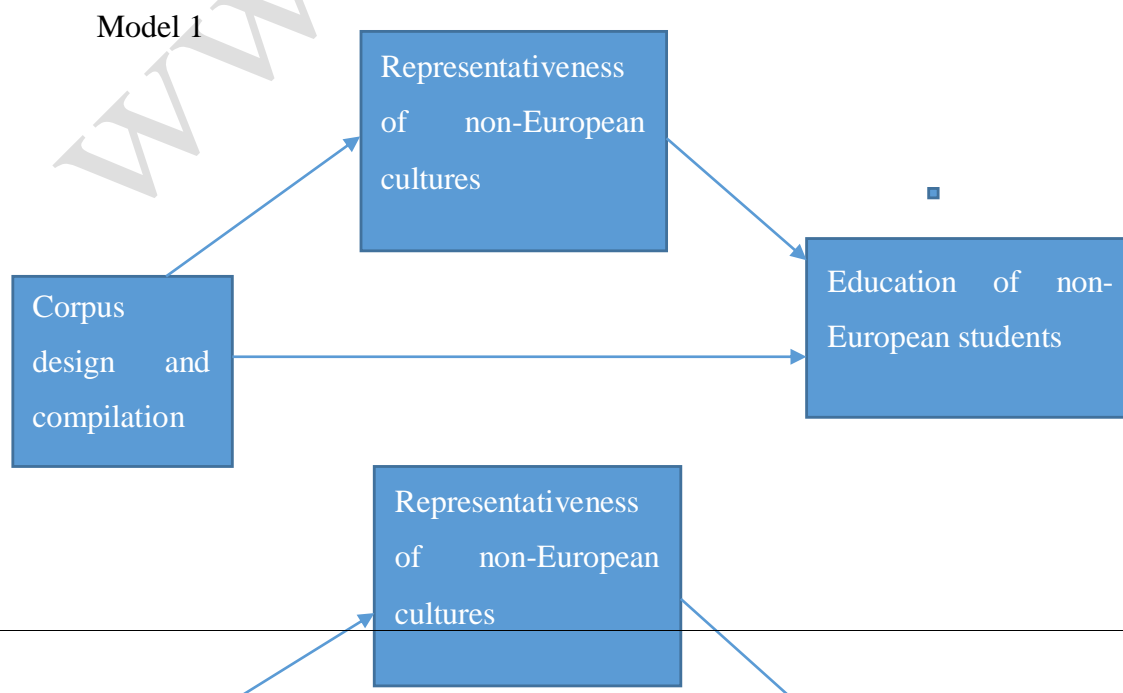 Model 1
Representativeness
of non-European
cultures
Corpus
design and
compilation
Education of non-
European students
Representativeness
of non-European
cultures